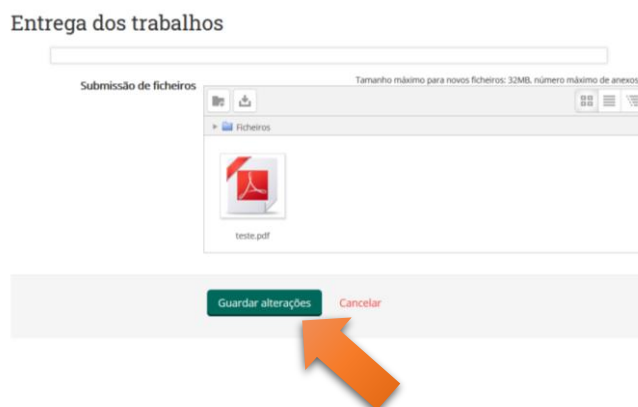 Entrega dos trabalhos
Tamanho máximo para novos ficheiros: 32MB, número máximo de anexos
Submissão de ficheiros
Ficheiros
teste.pdf
Guardar alterações
Cancelar